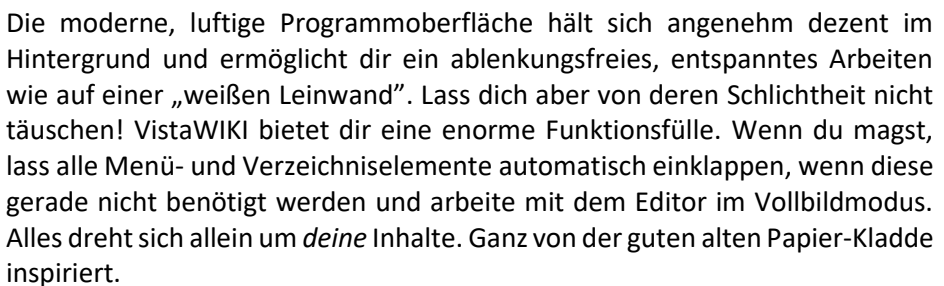 Die moderne, luftige Programmoberfläche hält sich angenehm dezent im
Hintergrund und ermöglicht dir ein ablenkungsfreies, entspanntes Arbeiten
wie auf einer „weißen Leinwand”. Lass dich aber von deren Schlichtheit nicht
täuschen! VistaWIKI bietet dir eine enorme Funktionsfülle. Wenn du magst,
lass alle Menü- und Verzeichniselemente automatisch einklappen, wenn diese
gerade nicht benötigt werden und arbeite mit dem Editor im Vollbildmodus.
Alles dreht sich allein um deine Inhalte. Ganz von der guten alten Papier-Kladde
inspiriert.